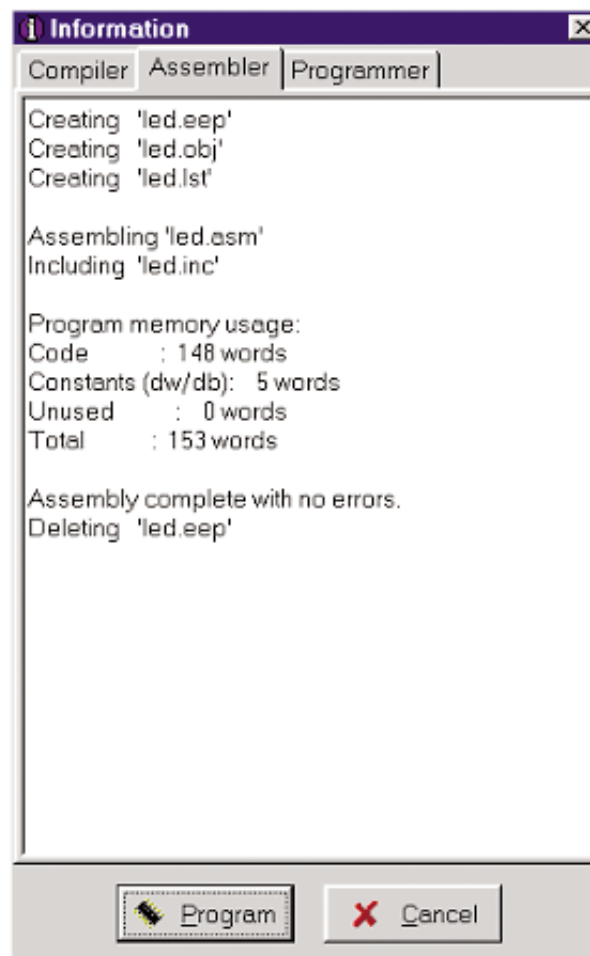 Information
Compiler Assembler Programmer
Creating 'led.eep'
Creating 'led.obj'
Creating 'led.lst'
Assembling 'led.asm'
Including 'led.inc'
Program memory usage:
Code : 148 words
Constants (dw/db): 5 words
Unused : 0 words
Total : 153 words
Assembly complete with no errors.
Deleting 'led.eep'
Program Cancel